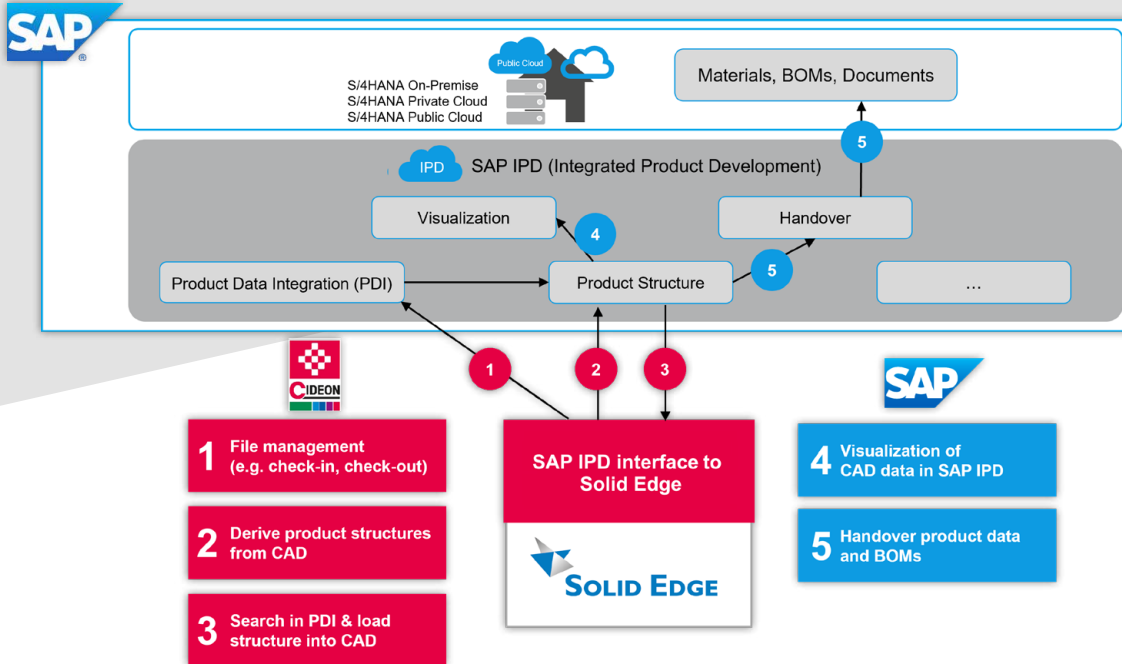 SAP
®
Public Cloud
S/4HANA On-Premise
S/4HANA Private Cloud
S/4HANA Public Cloud
Materials, BOMs, Documents
5
IPD
SAP IPD (Integrated Product Development)
Visualization
4
Handover
5
Product Data Integration (PDI)
Product Structure
...
1
2
3
CIDEON
SAP
1 File management
(e.g. check-in, check-out)
2 Derive product structures
from CAD
3 Search in PDI & load
structure into CAD
SAP IPD interface to
Solid Edge
SOLID EDGE
4 Visualization of
CAD data in SAP IPD
5 Handover product data
and BOMs